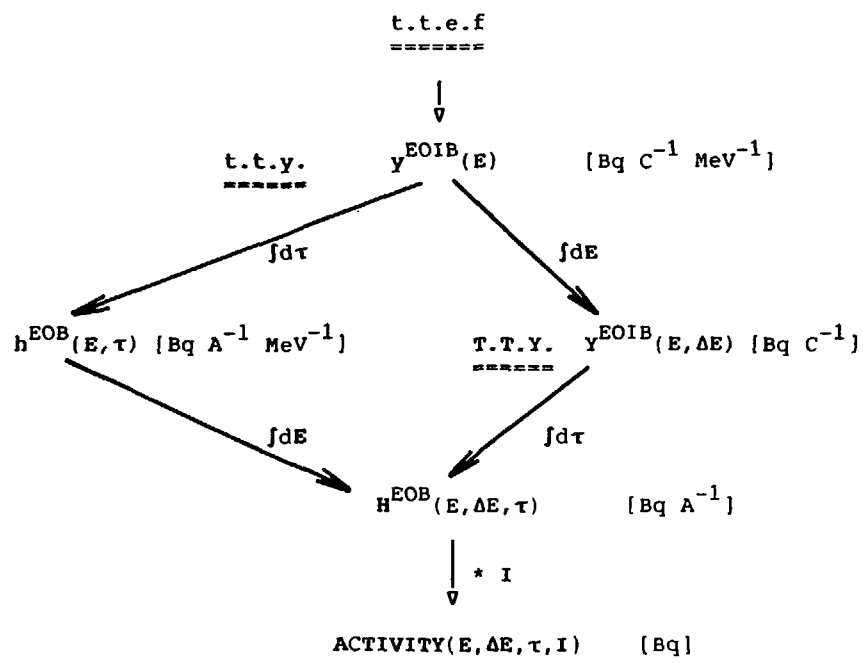 t.t.e.f
t.t.y. y^EOIB(E) [Bq C^-1 MeV^-1]
∫dτ ∫dE
h^EOB(E,τ) [Bq A^-1 MeV^-1] T.T.Y. Y^EOIB(E,ΔE) [Bq C^-1]
∫dE ∫dτ
H^EOB(E,ΔE,τ) [Bq A^-1]
* I
ACTIVITY(E,ΔE,τ,I) [Bq]